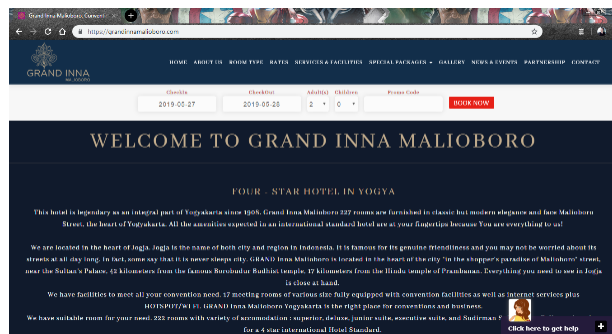 Grand Inna Malioboro, Convent
https://grandinnamalioboro.com
GRAND INNA
MALIOBORO
HOME ABOUT US ROOM TYPE RATES SERVICES & FACILITIES SPECIAL PACKAGES GALLERY NEWS & EVENTS PARTNERSHIP CONTACT
Checkin CheckOut Adult(s) Children Promo Code
2019-05-27 2019-05-28 2 0 BOOK NOW
WELCOME TO GRAND INNA MALIOBORO
FOUR - STAR HOTEL IN YOGYA
This hotel is legendary as an integral part of Yogyakarta since 1908. Grand Inna Malioboro 227 rooms are furnished in classic but modern elegance and face Malioboro
Street, the heart of Yogyakarta. All the amenities expected in an international standard hotel are at your fingertips because You are everything to us!
We are located in the heart of Jogja. Jogja is the name of both city and region in Indonesia. It is famous for its genuine friendliness and you may not be worried about its
streets at all day long. In fact, some say that it is never sleeps city. GRAND Inna Malioboro is located in the heart of the city "in the shopper's paradise of Malioboro" street,
near the Sultan's Palace, 42 kilometers from the famous Borobudur Budhist temple, 17 kilometers from the Hindu temple of Prambanan. Everything you need to see in Jogja
is close at hand.
We have facilities to meet all your convention need. 17 meeting rooms of various size fully equipped with convention facilities as well as internet services plus
HOTSPOT/WI-FI. GRAND Inna Malioboro Yogyakarta is the right place for conventions and business.
We have suitable room for your need. 222 rooms with variety of accomodation : superior, deluxe, junior suite, executive suite, and Sudirman
for a 4 star international Hotel Standard.
Click here to get help